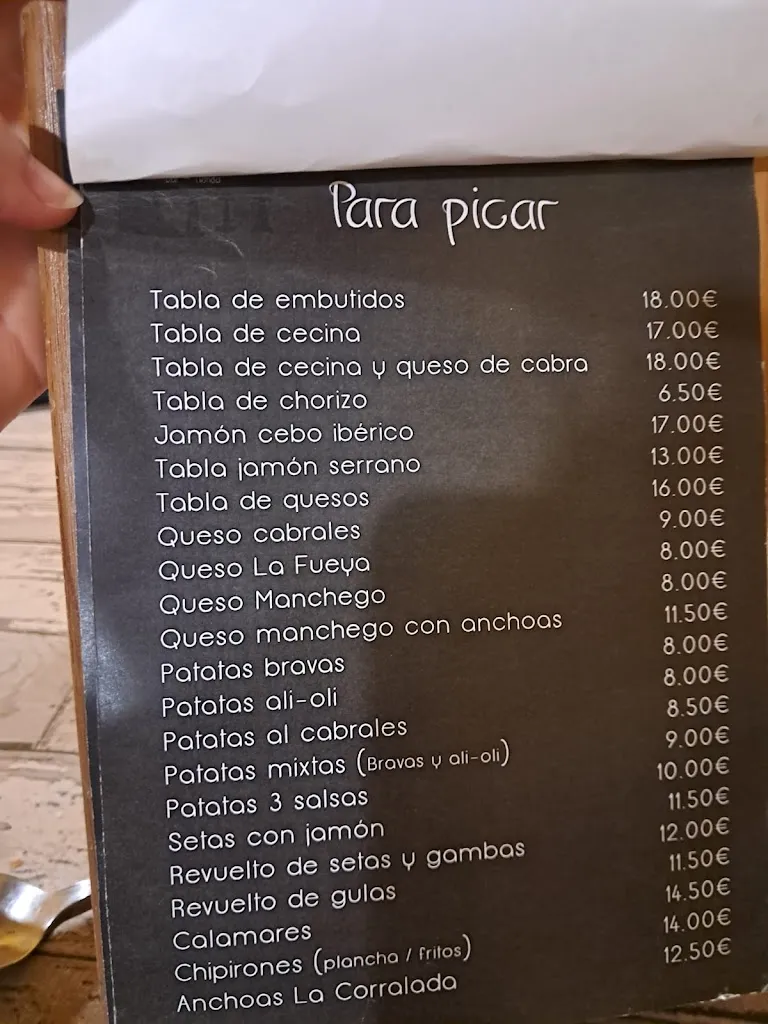 Para picar
Tabla de embutidos 18.00€
Tabla de cecina 17.00€
Tabla de cecina y queso de cabra 18.00€
Tabla de chorizo 6.50€
Jamón cebo ibérico 17.00€
Tabla jamón serrano 13.00€
Tabla de quesos 16.00€
Queso cabrales 9.00€
Queso La Fueya 8.00€
Queso Manchego 8.00€
Queso manchego con anchoas 11.50€
Patatas bravas 8.00€
Patatas ali-oli 8.00€
Patatas al cabrales 8.50€
Patatas mixtas (Bravas y ali-oli) 9.00€
Patatas 3 salsas 10.00€
Setas con jamón 11.50€
Revuelto de setas y gambas 12.00€
Revuelto de gulas 11.50€
Calamares 14.50€
Chipirones (plancha / fritos) 14.00€
Anchoas La Corralada 12.50€